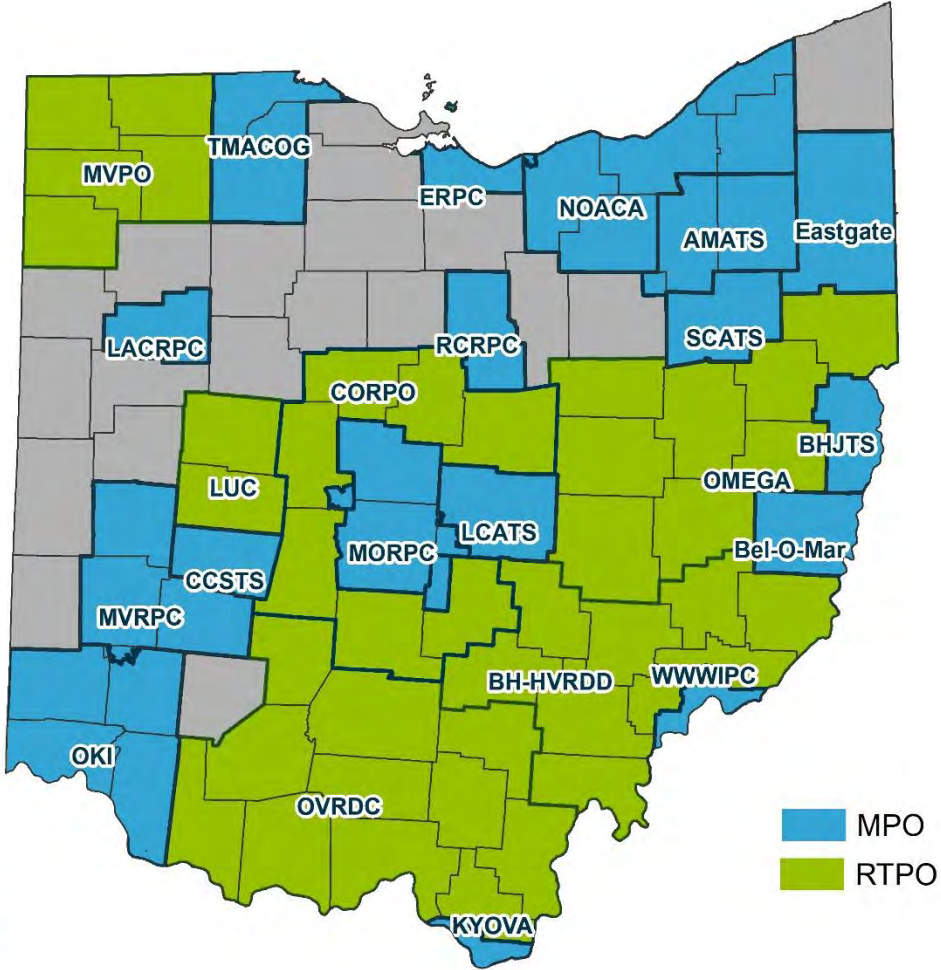 TMACOG
MVPO
ERPC
NOACA
AMATS
Eastgate
LACRPC
RCRPC
SCATS
CORPO
BHJTS
LUC
OMEGA
LCATS
MORPC
Bel-O-Mar
CCSTS
MVRPC
BH-HVRDD
WWWIPC
OKI
OVRDC
KYOVA
MPO
RTPO